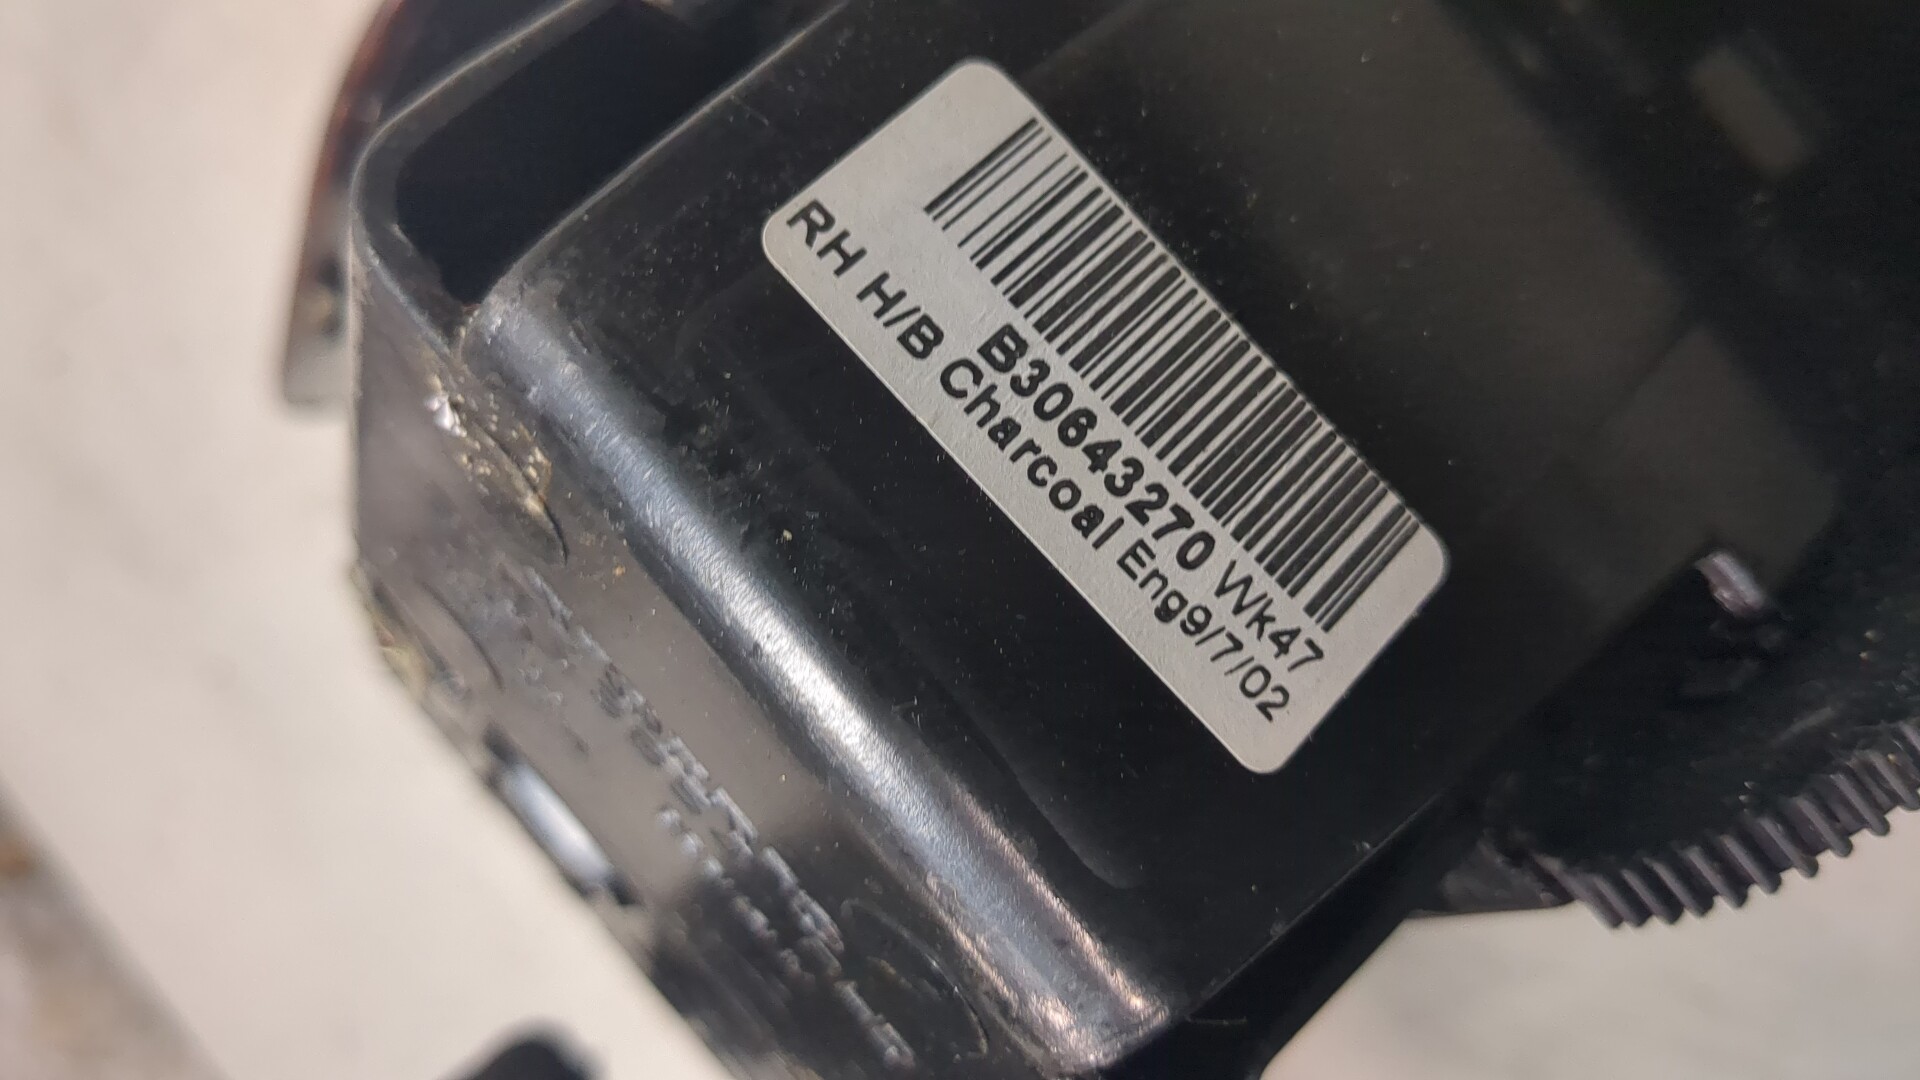 B30643270 Wk47
RH H/B Charcoal Eng9/7/02